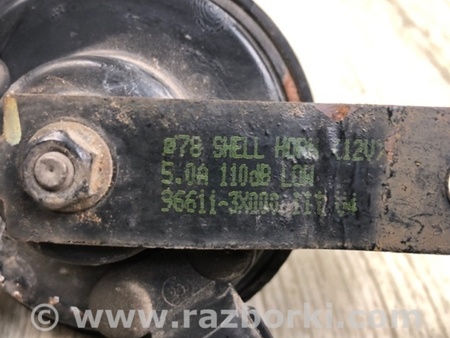 ø78 SHELL HORN (12V)
5.0A 110dB LOW
96611-3X000
www.razborki.com